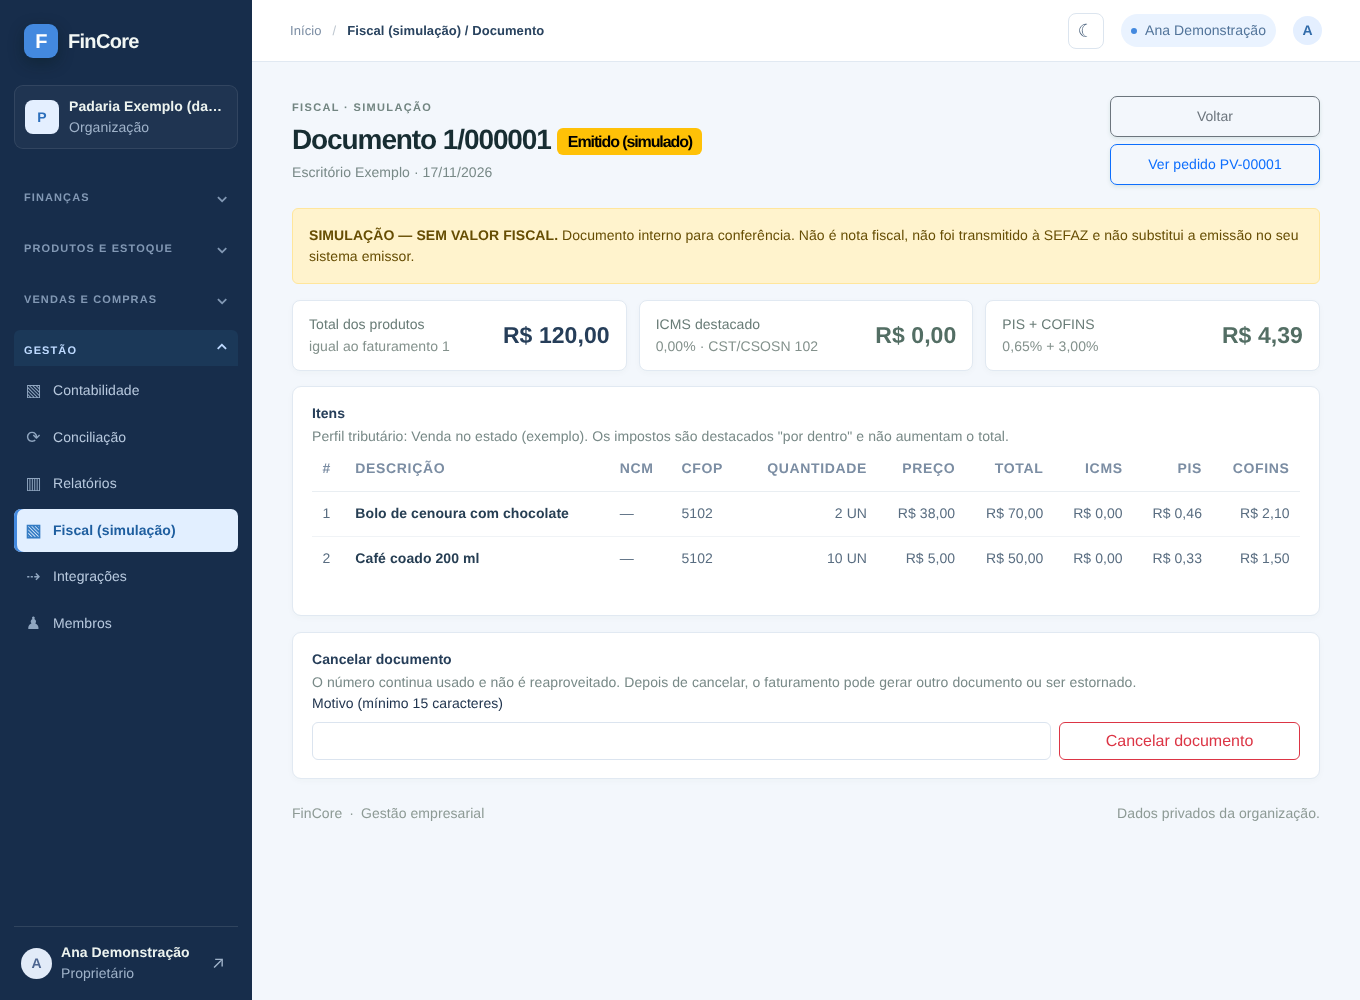 F FinCore
P Padaria Exemplo (da...
Organização
FINANÇAS
PRODUTOS E ESTOQUE
VENDAS E COMPRAS
GESTÃO
Contabilidade
Conciliação
Relatórios
Fiscal (simulação)
Integrações
Membros
A Ana Demonstração
Proprietário
Início / Fiscal (simulação) / Documento
Ana Demonstração A
FISCAL · SIMULAÇÃO
Documento 1/000001 Emitido (simulado)
Escritório Exemplo · 17/11/2026
Voltar
Ver pedido PV-00001
SIMULAÇÃO — SEM VALOR FISCAL. Documento interno para conferência. Não é nota fiscal, não foi transmitido à SEFAZ e não substitui a emissão no seu
sistema emissor.
Total dos produtos
igual ao faturamento 1
R$ 120,00
ICMS destacado
0,00% · CST/CSOSN 102
R$ 0,00
PIS + COFINS
0,65% + 3,00%
R$ 4,39
Itens
Perfil tributário: Venda no estado (exemplo). Os impostos são destacados "por dentro" e não aumentam o total.
# DESCRIÇÃO NCM CFOP QUANTIDADE PREÇO TOTAL ICMS PIS COFINS
1 Bolo de cenoura com chocolate — 5102 2 UN R$ 38,00 R$ 70,00 R$ 0,00 R$ 0,46 R$ 2,10
2 Café coado 200 ml — 5102 10 UN R$ 5,00 R$ 50,00 R$ 0,00 R$ 0,33 R$ 1,50
Cancelar documento
O número continua usado e não é reaproveitado. Depois de cancelar, o faturamento pode gerar outro documento ou ser estornado.
Motivo (mínimo 15 caracteres)
Cancelar documento
FinCore · Gestão empresarial
Dados privados da organização.